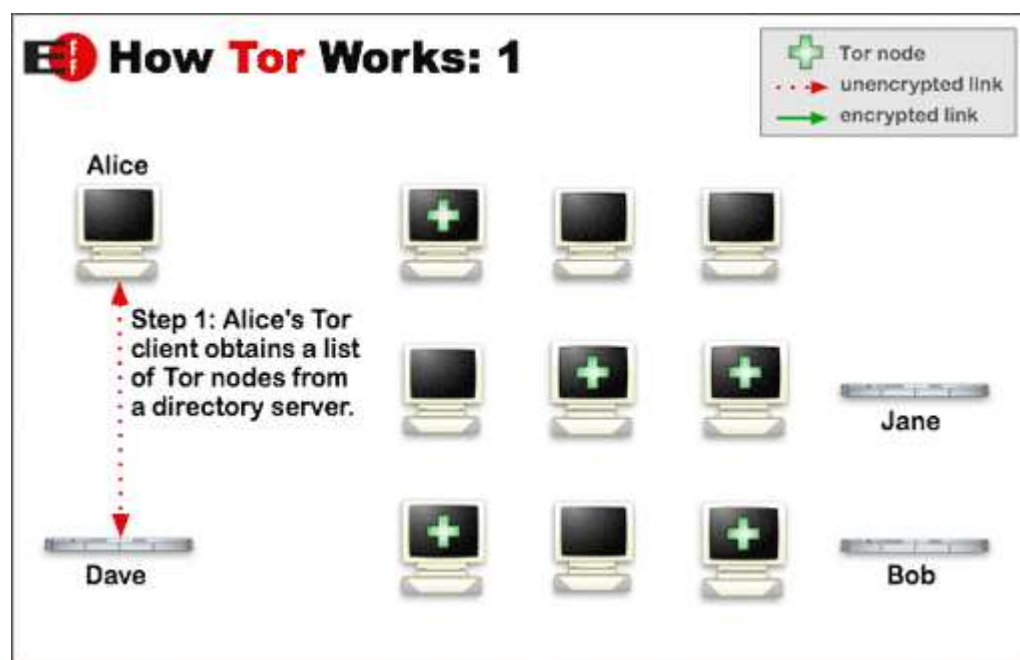 EFF How Tor Works: 1
Tor node
unencrypted link
encrypted link
Alice
Step 1: Alice's Tor
client obtains a list
of Tor nodes from
a directory server.
Jane
Dave
Bob